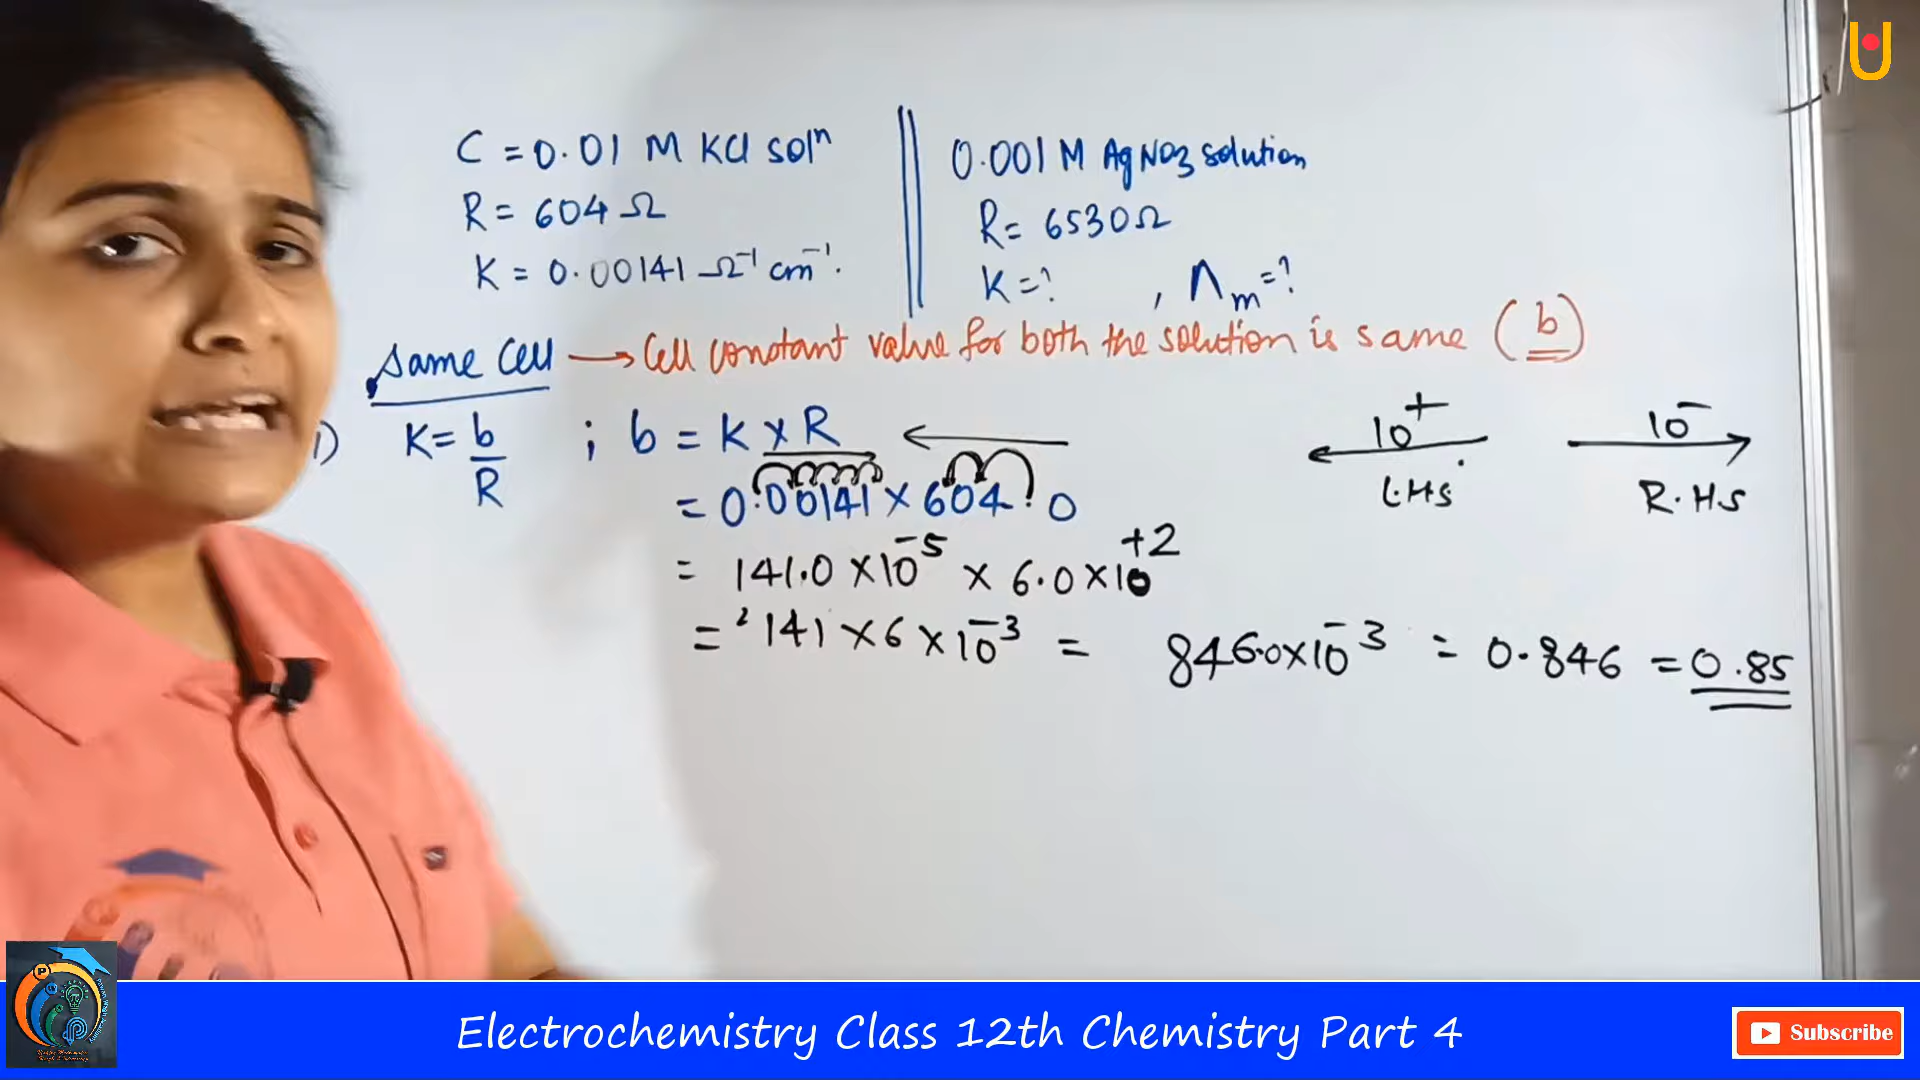 C = 0.01 M KCl solⁿ
R = 604 Ω
K = 0.00141 Ω⁻¹ cm⁻¹.
0.001 M AgNO3 solution
R = 6530 Ω
K = ? , Λm = ?
Same Cell → Cell constant value for both the solution is same (b)
1) K = b/R ; b = K × R
= 0.00141 × 604.0
= 141.0 × 10⁻⁵ × 6.0 × 10⁺²
= ²141 × 6 × 10⁻³ = 846.0 × 10⁻³ = 0.846 = 0.85
10⁺
L.H.S
10⁻
R.H.S
Electrochemistry Class 12th Chemistry Part 4
Subscribe